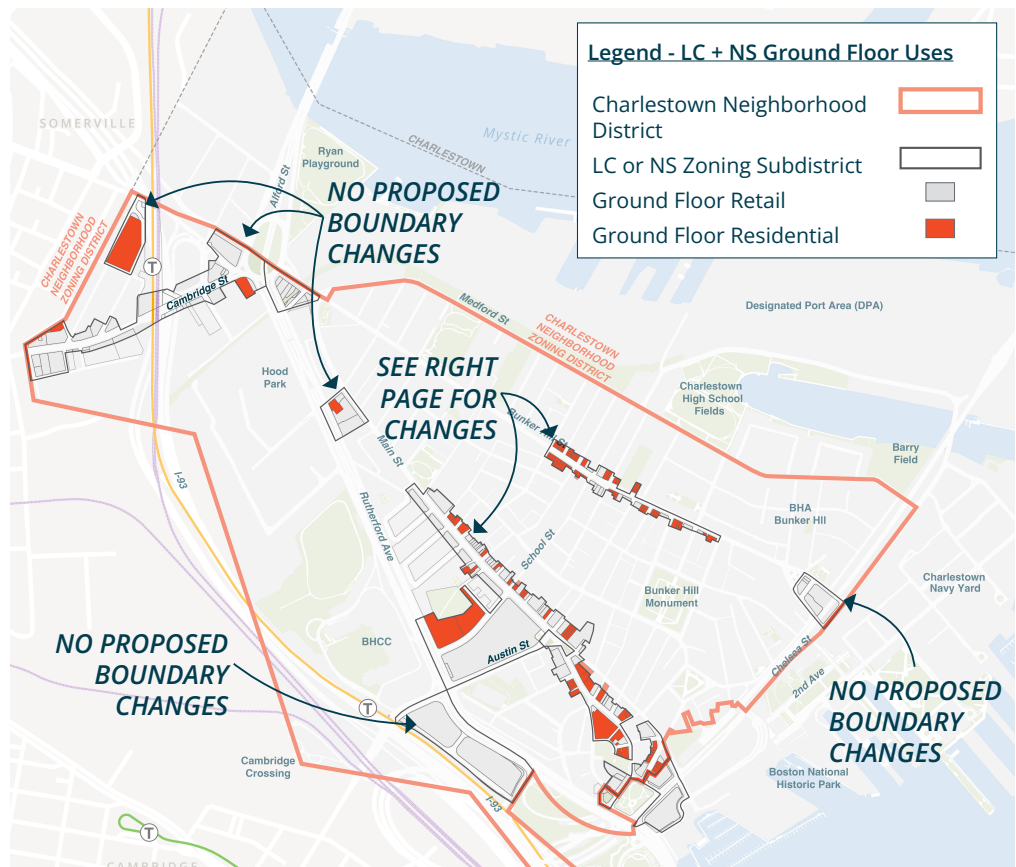 Legend - LC + NS Ground Floor Uses
Charlestown Neighborhood
District
LC or NS Zoning Subdistrict
Ground Floor Retail
Ground Floor Residential
SOMERVILLE
Mystic River
CHARLESTOWN
Ryan
Playground
Alford St
NO PROPOSED
BOUNDARY
CHANGES
CHARLESTOWN
NEIGHBORHOOD
ZONING DISTRICT
T
Cambridge St
Medford St
Designated Port Area (DPA)
CHARLESTOWN
NEIGHBORHOOD
ZONING DISTRICT
Hood
Park
SEE RIGHT
PAGE FOR
CHANGES
Charlestown
High School
Fields
Bunker Hill St
Main St
Barry
Field
I-93
Rutherford Ave
BHA
Bunker HIll
School St
Charlestown
Navy Yard
Bunker Hill
Monument
BHCC
Austin St
NO PROPOSED
BOUNDARY
CHANGES
Chelsea St
2nd Ave
NO PROPOSED
BOUNDARY
CHANGES
T
Cambridge
Crossing
Boston National
Historic Park
I-93
T
CAMBRIDGE